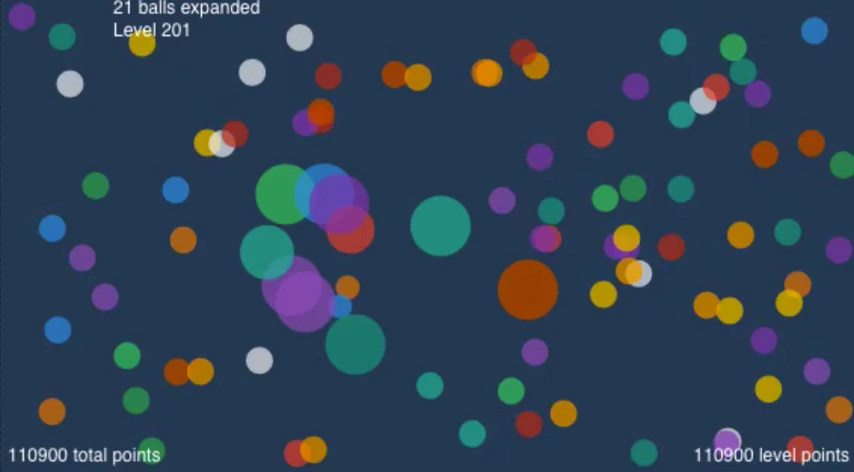 21 balls expanded
Level 201
110900 total points
110900 level points